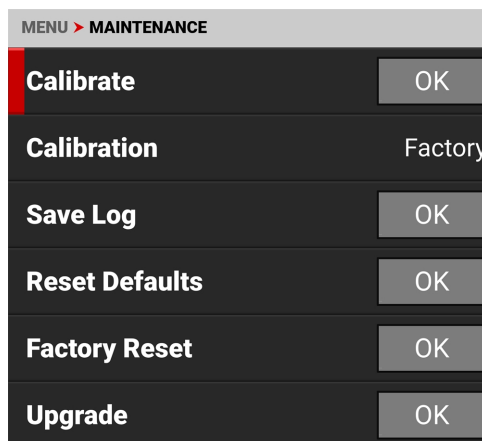 MENU ➤ MAINTENANCE
Calibrate OK
Calibration Factory
Save Log OK
Reset Defaults OK
Factory Reset OK
Upgrade OK